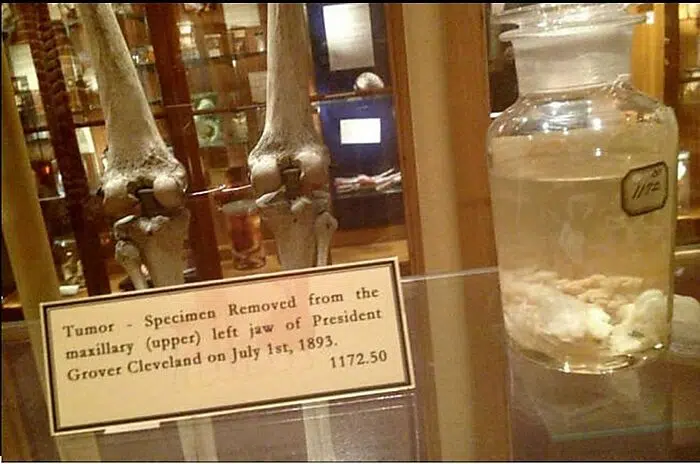 Tumor - Specimen Removed from the
maxillary (upper) left jaw of President
Grover Cleveland on July 1st, 1893.
1172.50
1172